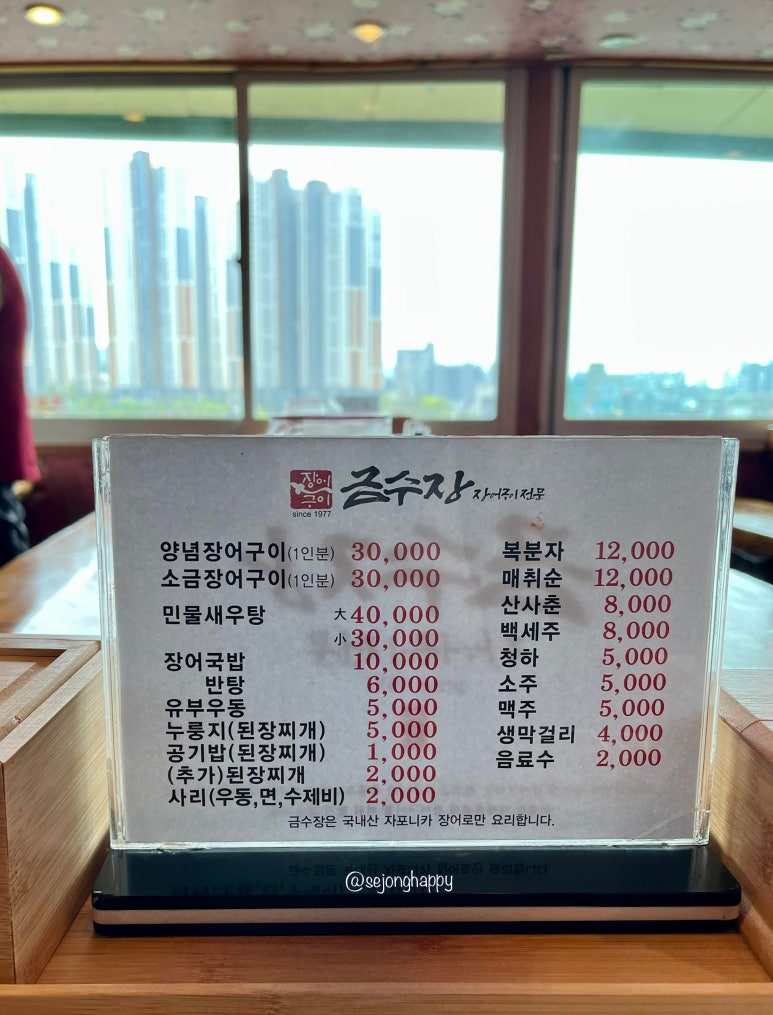 장어
구이
since 1977
금수장 장어구이전문
양념장어구이(1인분) 30,000
소금장어구이(1인분) 30,000
민물새우탕 大 40,000
小 30,000
장어국밥 10,000
반탕 6,000
유부우동 5,000
누룽지(된장찌개) 5,000
공기밥(된장찌개) 1,000
(추가)된장찌개 2,000
사리(우동,면,수제비) 2,000
복분자 12,000
매취순 12,000
산사춘 8,000
백세주 8,000
청하 5,000
소주 5,000
맥주 5,000
생막걸리 4,000
음료수 2,000
금수장은 국내산 자포니카 장어로만 요리합니다.
@sejonghappy